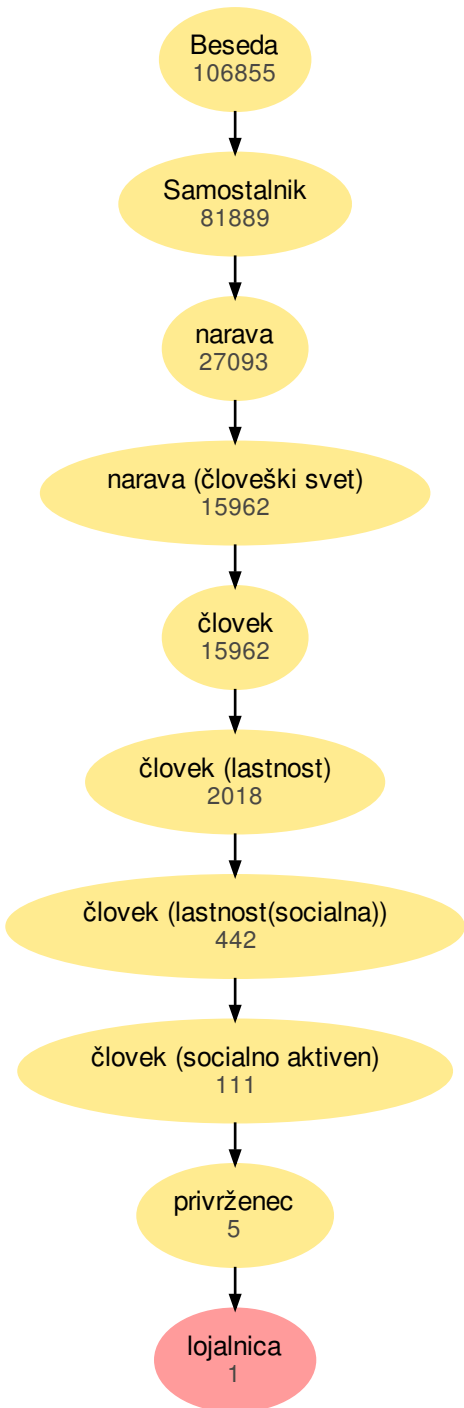 Beseda
106855
Samostalnik
81889
narava
27093
narava (človeški svet)
15962
človek
15962
človek (lastnost)
2018
človek (lastnost(socialna))
442
človek (socialno aktiven)
111
privrženec
5
lojalnica
1